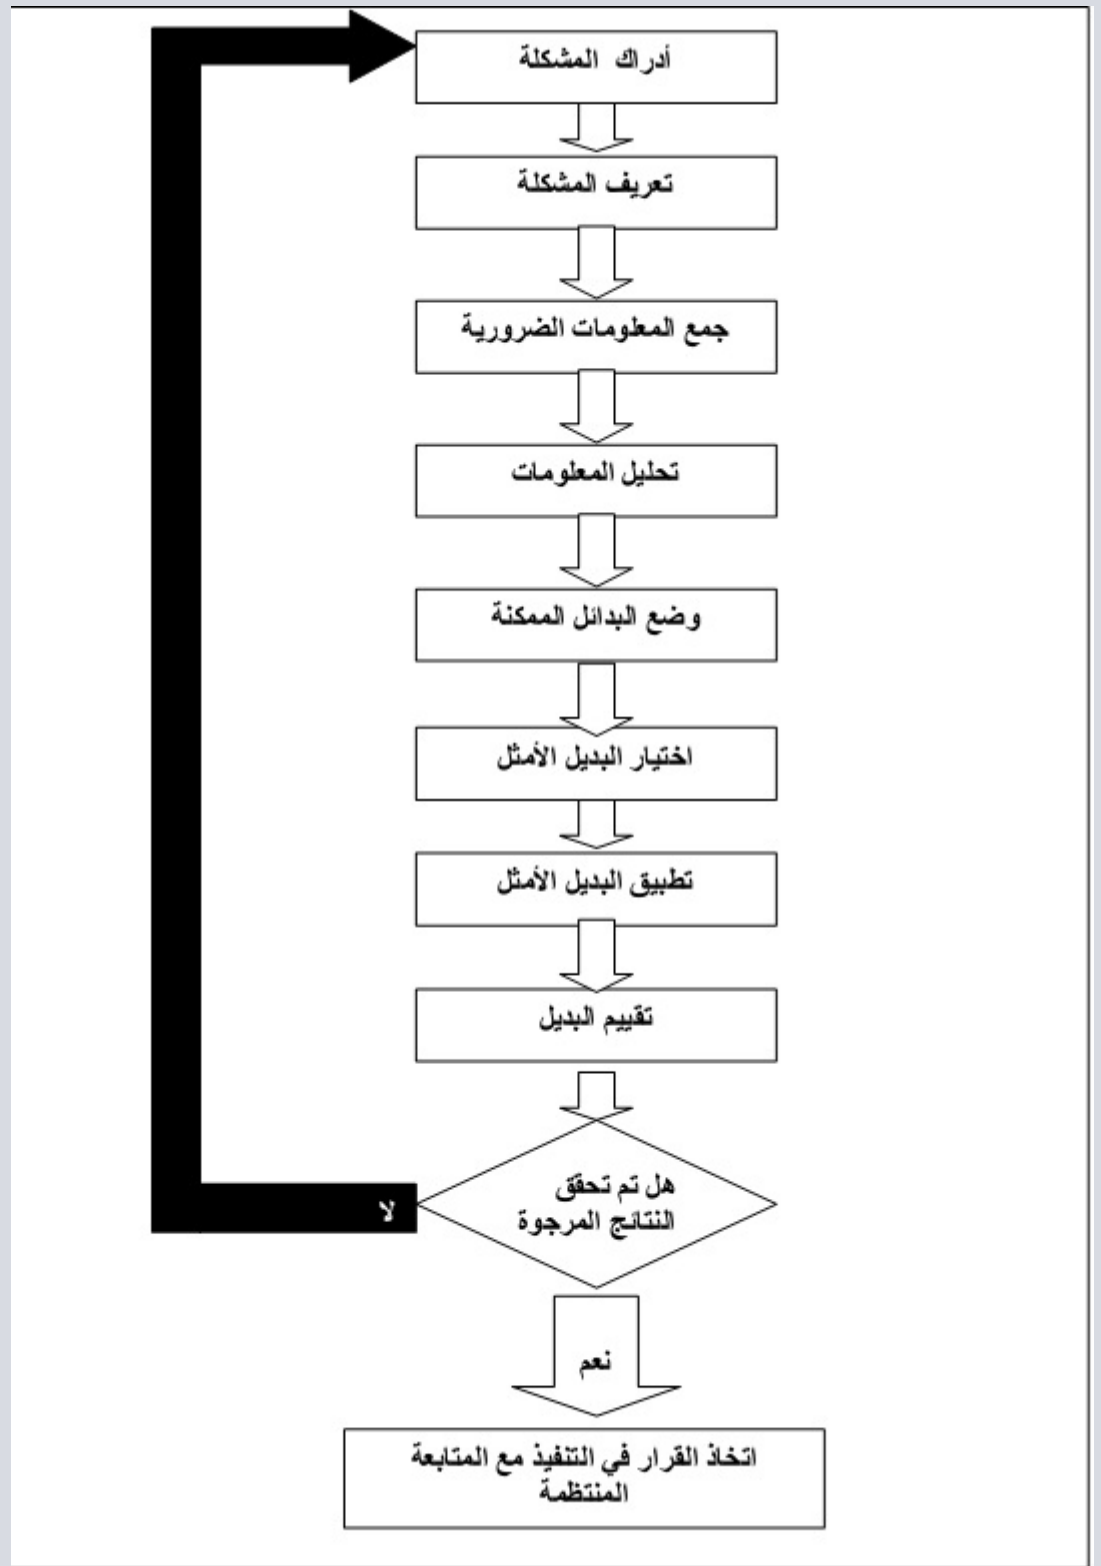 أدراك المشكلة
تعريف المشكلة
جمع المعلومات الضرورية
تحليل المعلومات
وضع البدائل الممكنة
اختيار البديل الأمثل
تطبيق البديل الأمثل
تقييم البديل
هل تم تحقق
النتائج المرجوة
لا
نعم
اتخاذ القرار في التنفيذ مع المتابعة
المنتظمة